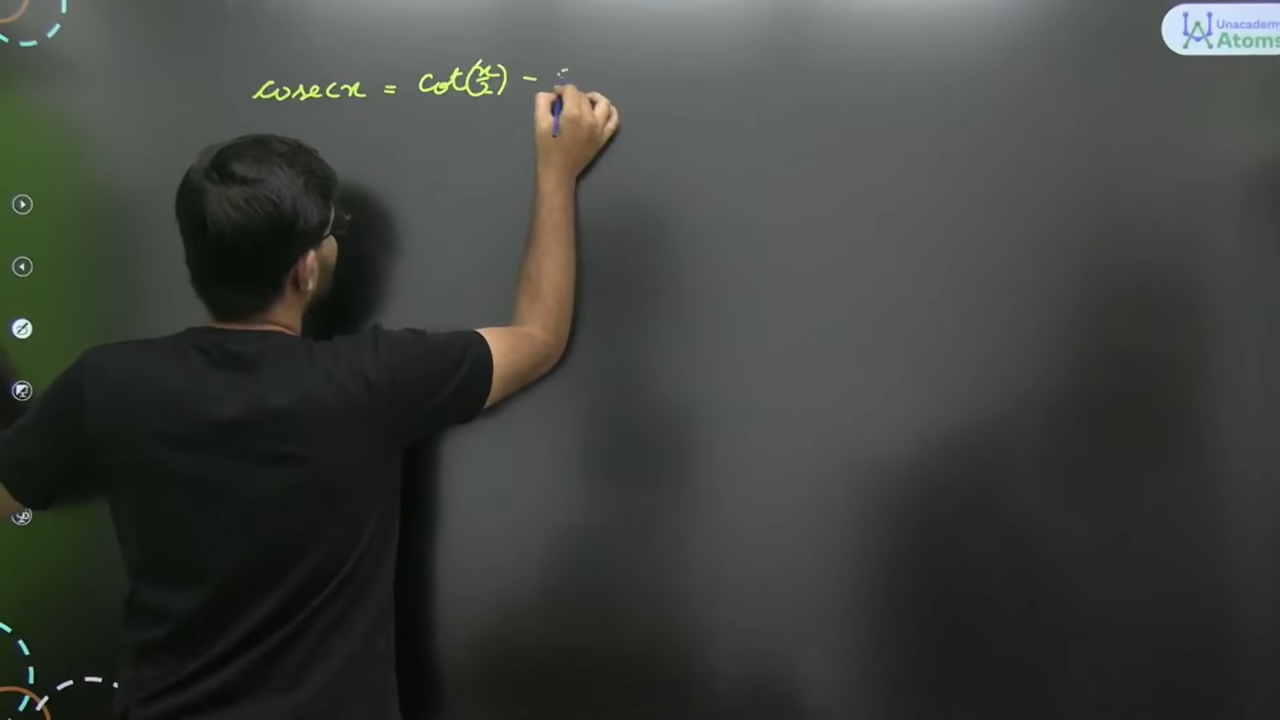 Unacademy
Atoms
cosecx = cot(x/2) -